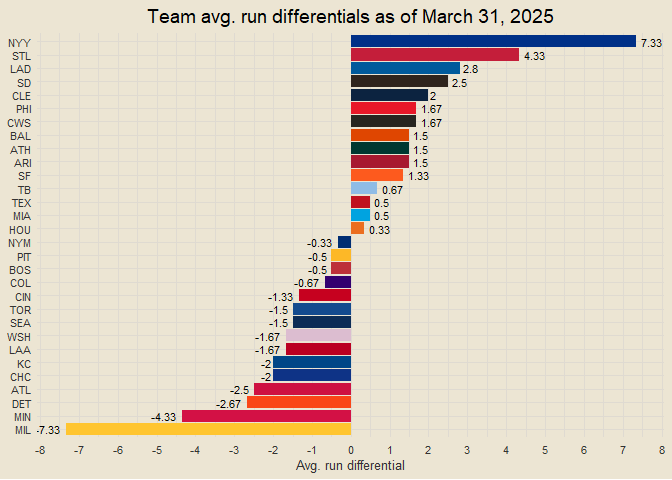 Team avg. run differentials as of March 31, 2025
NYY 7.33
STL 4.33
LAD 2.8
SD 2.5
CLE 2
PHI 1.67
CWS 1.67
BAL 1.5
ATH 1.5
ARI 1.5
SF 1.33
TB 0.67
TEX 0.5
MIA 0.5
HOU 0.33
NYM -0.33
PIT -0.5
BOS -0.5
COL -0.67
CIN -1.33
TOR -1.5
SEA -1.5
WSH -1.67
LAA -1.67
KC -2
CHC -2
ATL -2.5
DET -2.67
MIN -4.33
MIL -7.33
-8 -7 -6 -5 -4 -3 -2 -1 0 1 2 3 4 5 6 7 8
Avg. run differential